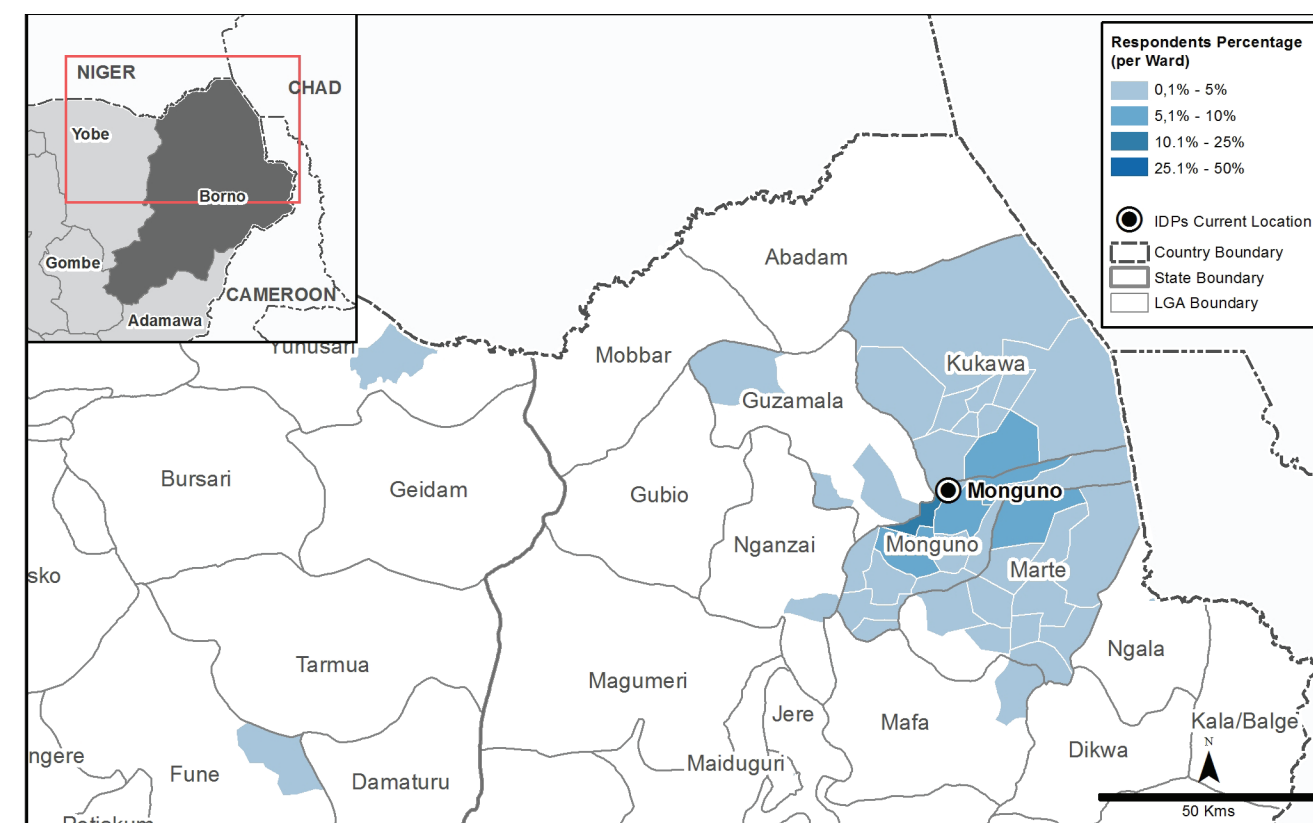 NIGER
CHAD
Yobe
Borno
Gombe
CAMEROON
Adamawa
Respondents Percentage
(per Ward)
0,1% - 5%
5,1% - 10%
10.1% - 25%
25.1% - 50%
IDPs Current Location
Country Boundary
State Boundary
LGA Boundary
Abadam
Yunusari
Mobbar
Kukawa
Guzamala
Bursari
Geidam
Gubio
Monguno
Nganzai
Monguno
Marte
sko
Tarmua
Magumeri
Ngala
Jere
Mafa
Kala/Balge
Dikwa
ngere
Fune
Damaturu
Maiduguri
N
50 Kms